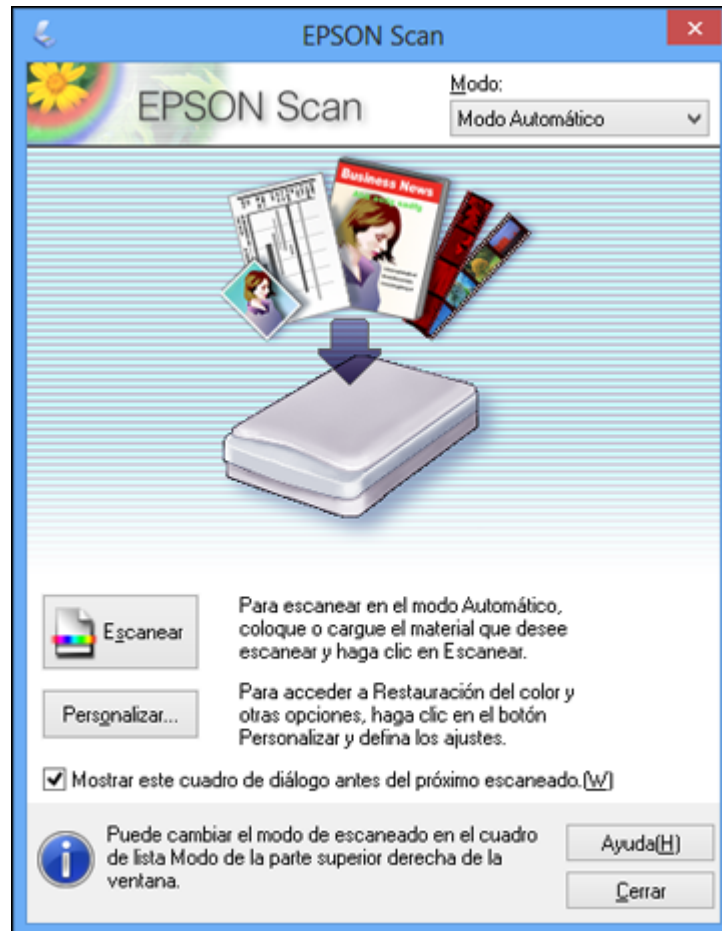 EPSON Scan
EPSON Scan
Modo:
Modo Automático
Business News
Escanear
Para escanear en el modo Automático,
coloque o cargue el material que desee
escanear y haga clic en Escanear.
Personalizar...
Para acceder a Restauración del color y
otras opciones, haga clic en el botón
Personalizar y defina los ajustes.
Mostrar este cuadro de diálogo antes del próximo escaneado.(W)
Puede cambiar el modo de escaneado en el cuadro
de lista Modo de la parte superior derecha de la
ventana.
Ayuda(H)
Cerrar